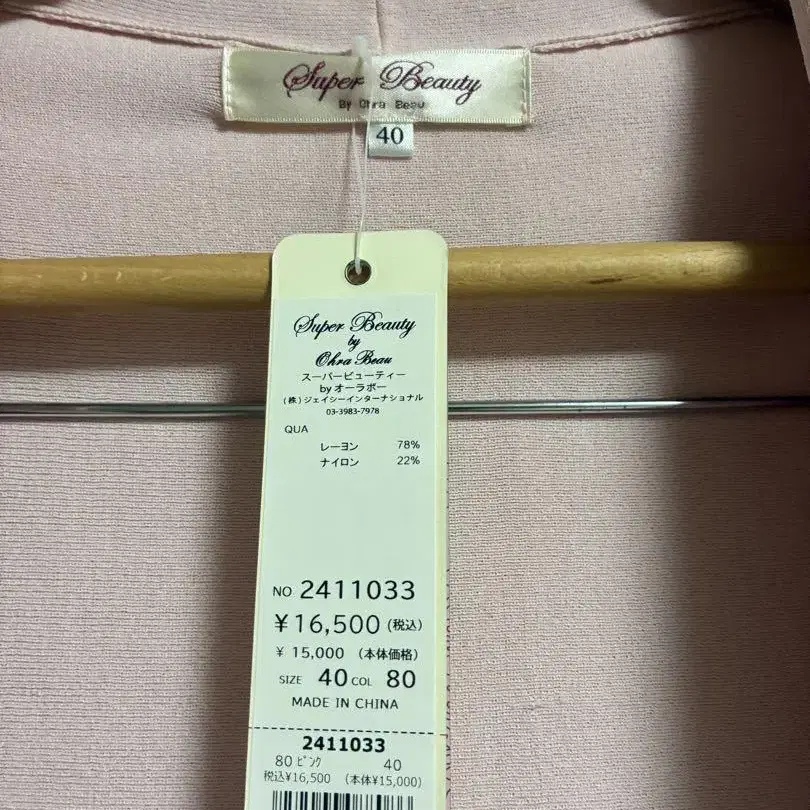 Super Beauty
By Ohra Beau
40
Super Beauty
by
Ohra Beau
スーパービューティー
by オーラボー
(株)ジェイシーインターナショナル
03-3983-7978
QUA
レーヨン 78%
ナイロン 22%
NO 2411033
¥16,500 (税込)
¥ 15,000 (本体価格)
SIZE 40 COL 80
MADE IN CHINA
2411033
80 ピンク 40
税込¥16,500 (本体¥15,000)